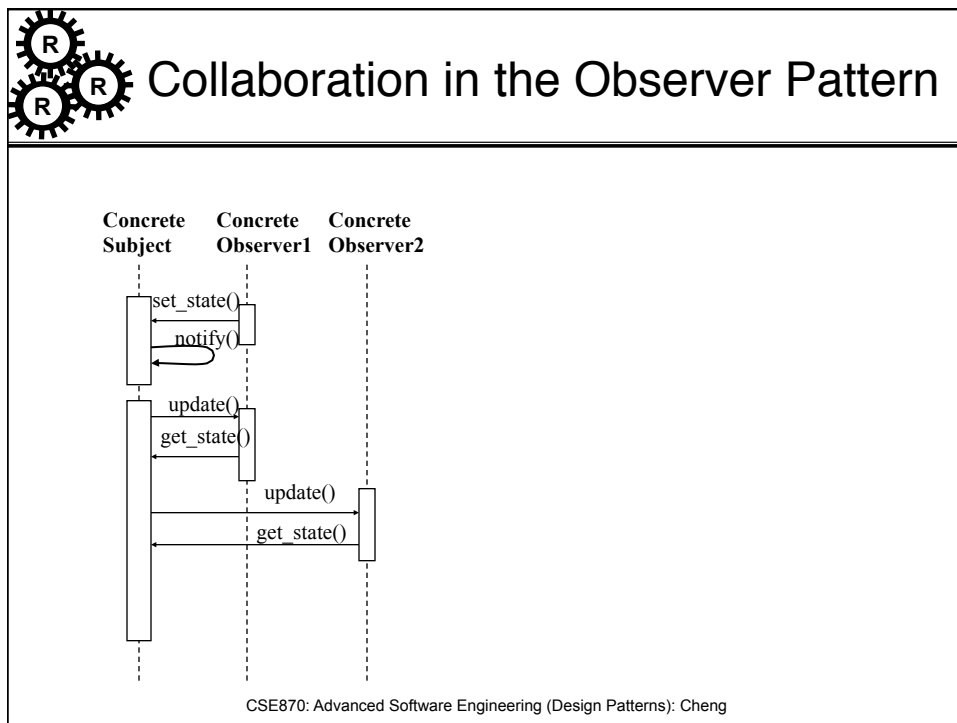 R
R
R
Collaboration in the Observer Pattern
Concrete Concrete Concrete
Subject Observer1 Observer2
set_state()
notify()
update()
get_state()
update()
get_state()
CSE870: Advanced Software Engineering (Design Patterns): Cheng